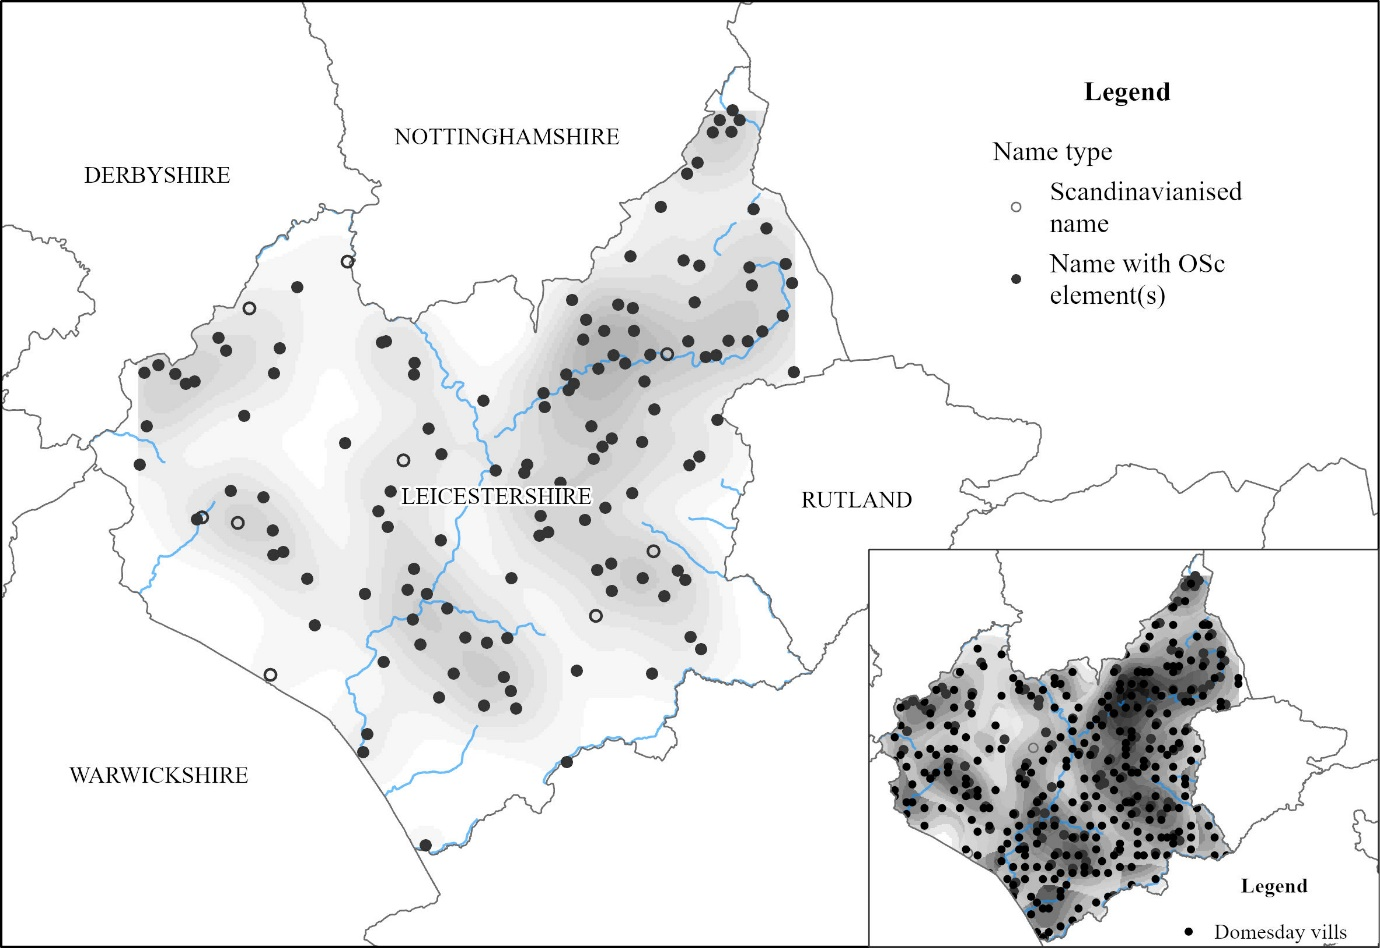 Legend
NOTTINGHAMSHIRE
Name type
DERBYSHIRE
Scandinavianised
name
Name with OSc
element(s)
LEICESTERSHIRE
RUTLAND
WARWICKSHIRE
Legend
Domesday vills